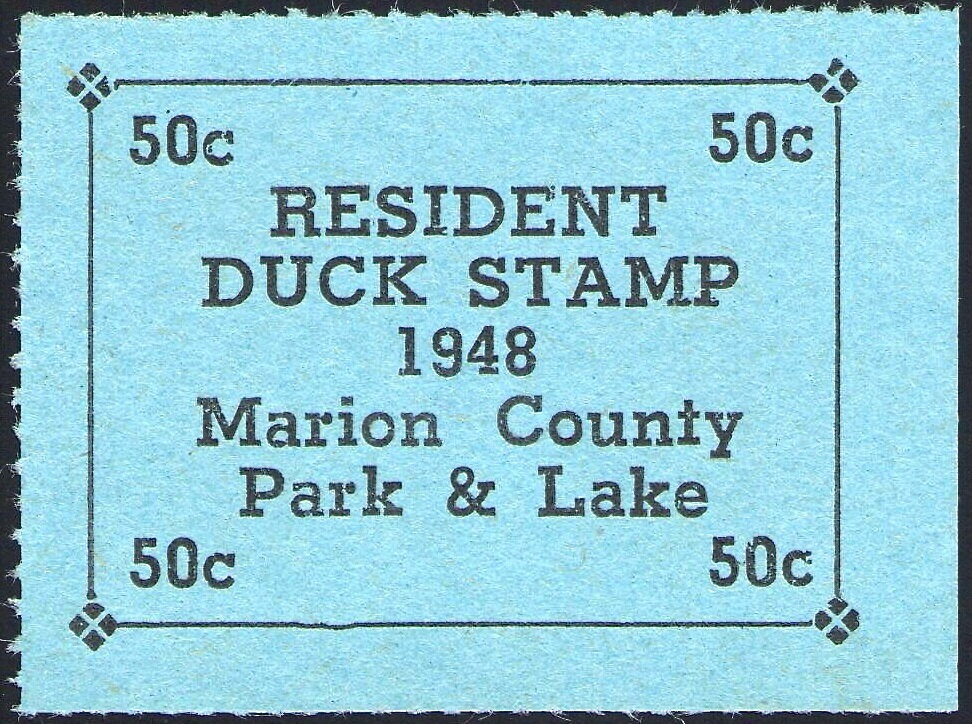 50c 50c
RESIDENT
DUCK STAMP
1948
Marion County
Park & Lake
50c 50c